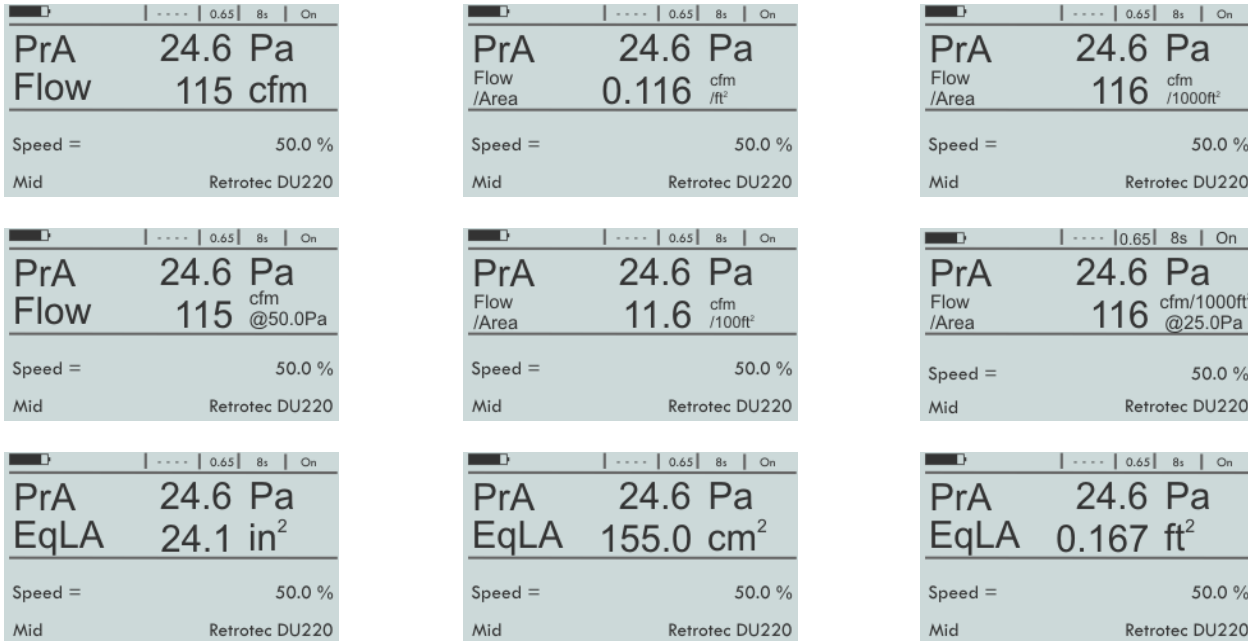 ---- 0.65 8s On
PrA 24.6 Pa
Flow 115 cfm
Speed = 50.0 %
Mid Retrotec DU220
---- 0.65 8s On
PrA 24.6 Pa
Flow /Area 0.116 cfm /ft²
Speed = 50.0 %
Mid Retrotec DU220
---- 0.65 8s On
PrA 24.6 Pa
Flow /Area 116 cfm /1000ft²
Speed = 50.0 %
Mid Retrotec DU220
---- 0.65 8s On
PrA 24.6 Pa
Flow 115 cfm @50.0Pa
Speed = 50.0 %
Mid Retrotec DU220
---- 0.65 8s On
PrA 24.6 Pa
Flow /Area 11.6 cfm /100ft²
Speed = 50.0 %
Mid Retrotec DU220
---- 0.65 8s On
PrA 24.6 Pa
Flow /Area 116 cfm/1000ft² @25.0Pa
Speed = 50.0 %
Mid Retrotec DU220
---- 0.65 8s On
PrA 24.6 Pa
EqLA 24.1 in²
Speed = 50.0 %
Mid Retrotec DU220
---- 0.65 8s On
PrA 24.6 Pa
EqLA 155.0 cm²
Speed = 50.0 %
Mid Retrotec DU220
---- 0.65 8s On
PrA 24.6 Pa
EqLA 0.167 ft²
Speed = 50.0 %
Mid Retrotec DU220